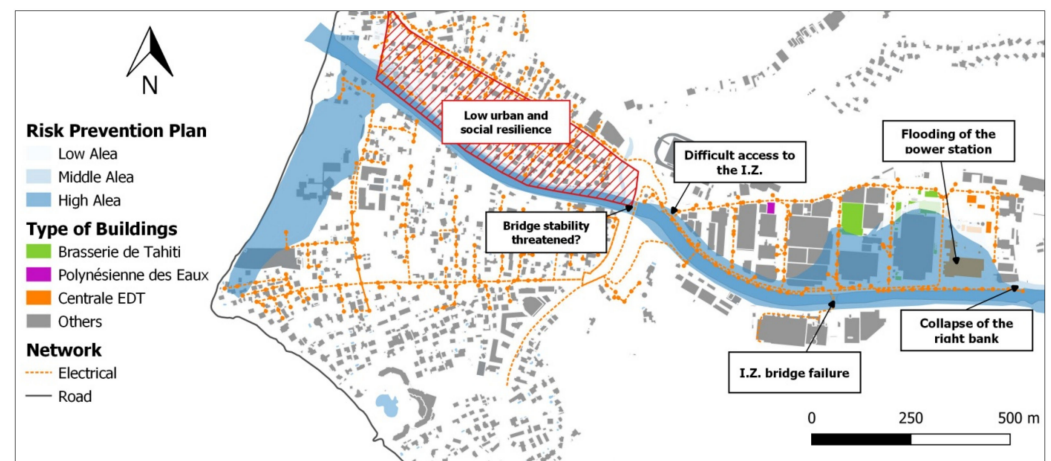 N
Risk Prevention Plan
Low Alea
Middle Alea
High Alea
Type of Buildings
Brasserie de Tahiti
Polynésienne des Eaux
Centrale EDT
Others
Network
Electrical
Road
Low urban and
social resilience
Bridge stability
threatened?
Difficult access to
the I.Z.
Flooding of the
power station
Collapse of the
right bank
I.Z. bridge failure
0 250 500 m